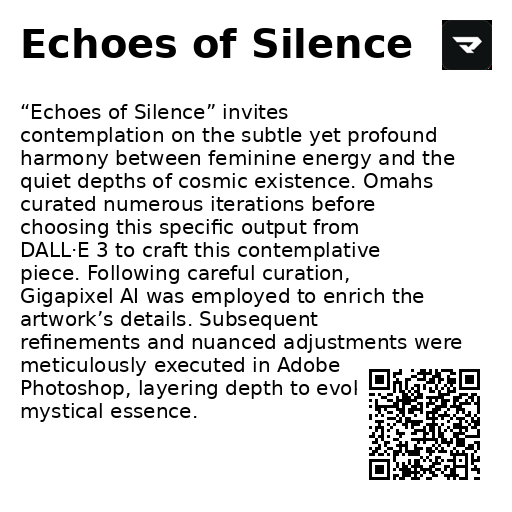 Echoes of Silence
“Echoes of Silence” invites
contemplation on the subtle yet profound
harmony between feminine energy and the
quiet depths of cosmic existence. Omahs
curated numerous iterations before
choosing this specific output from
DALL·E 3 to craft this contemplative
piece. Following careful curation,
Gigapixel AI was employed to enrich the
artwork’s details. Subsequent
refinements and nuanced adjustments were
meticulously executed in Adobe
Photoshop, layering depth to
mystical essence.